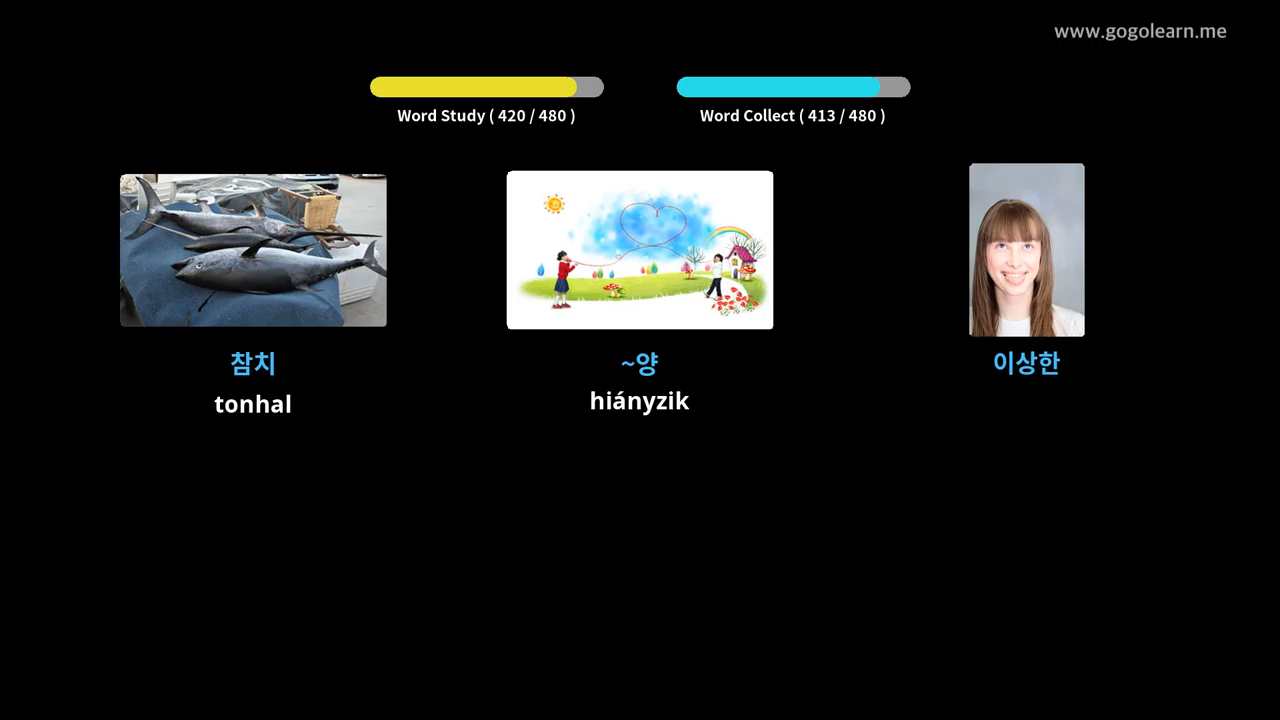 www.gogolearn.me
Word Study ( 420 / 480 )
Word Collect ( 413 / 480 )
참치
~양
이상한
tonhal
hiányzik